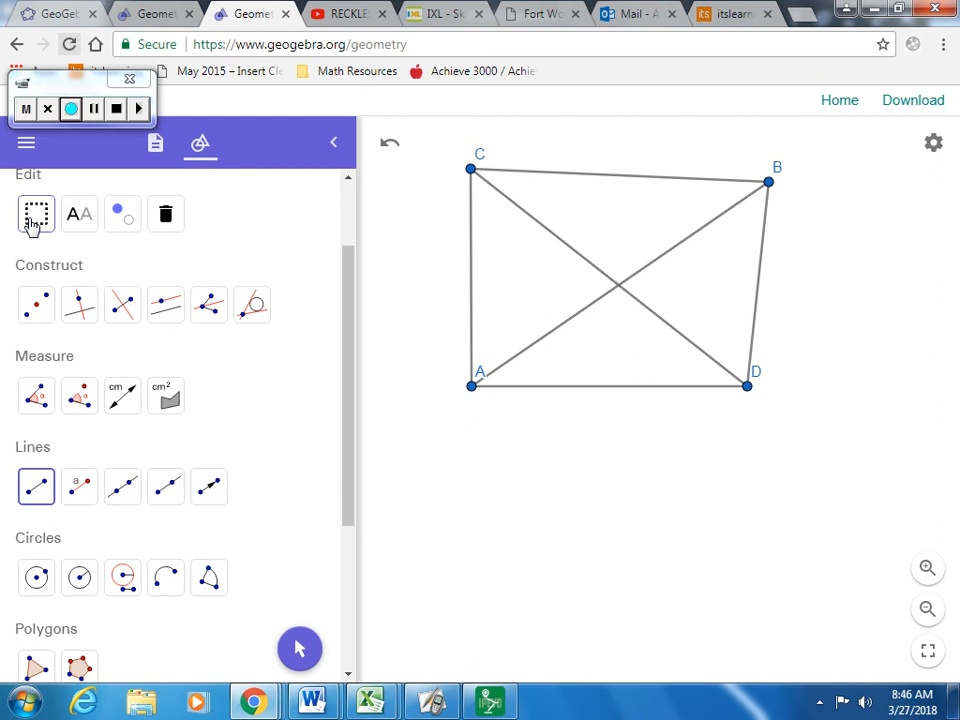 GeoGeb
Geomet
Geomet
RECKLES
IXL - Sk
Fort Wo
Mail - A
itslearn
Secure
https://www.geogebra.org/geometry
May 2015 – Insert Cle
Math Resources
Achieve 3000 / Achie
M
Home
Download
Edit
AA
Construct
Measure
α
α
cm
cm²
Lines
a
Circles
Polygons
C
B
A
D
8:46 AM
3/27/2018